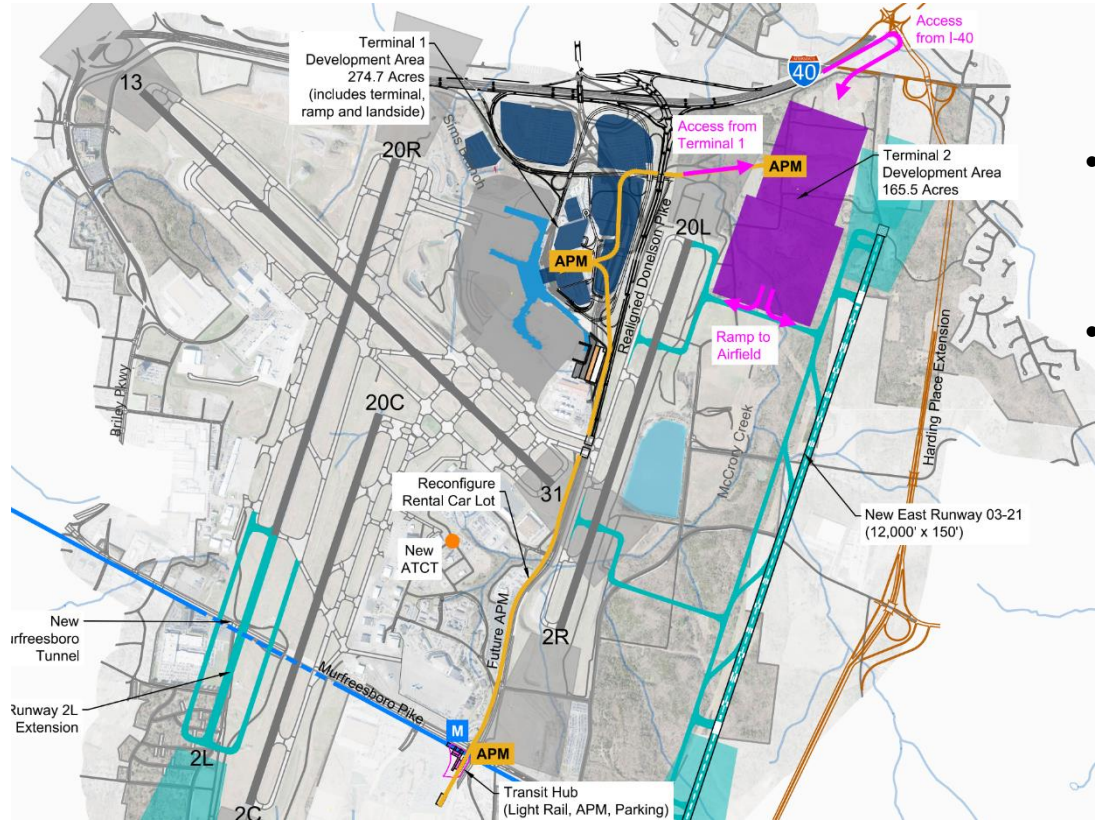 Terminal 1
Development Area
274.7 Acres
(includes terminal,
ramp and landside)
Access
from I-40
INTERSTATE
40
13
20R
Sims Branch
Access from
Terminal 1
APM
Terminal 2
Development Area
165.5 Acres
20L
APM
Realigned Donelson Pike
Ramp to
Airfield
Harding Place Extension
Briley Pkwy
20C
McCrory Creek
Reconfigure
Rental Car Lot
31
New East Runway 03-21
(12,000' x 150')
New
ATCT
2R
Future APM
New
urfreesboro
Tunnel
Murfreesboro Pike
Runway 2L
Extension
M
APM
2L
Transit Hub
(Light Rail, APM, Parking)
2C